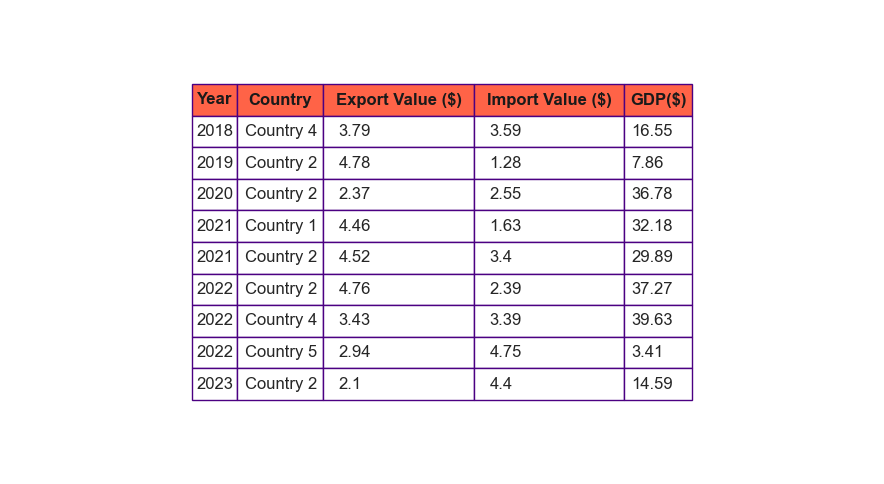 Year Country Export Value ($) Import Value ($) GDP($)
2018 Country 4 3.79 3.59 16.55
2019 Country 2 4.78 1.28 7.86
2020 Country 2 2.37 2.55 36.78
2021 Country 1 4.46 1.63 32.18
2021 Country 2 4.52 3.4 29.89
2022 Country 2 4.76 2.39 37.27
2022 Country 4 3.43 3.39 39.63
2022 Country 5 2.94 4.75 3.41
2023 Country 2 2.1 4.4 14.59